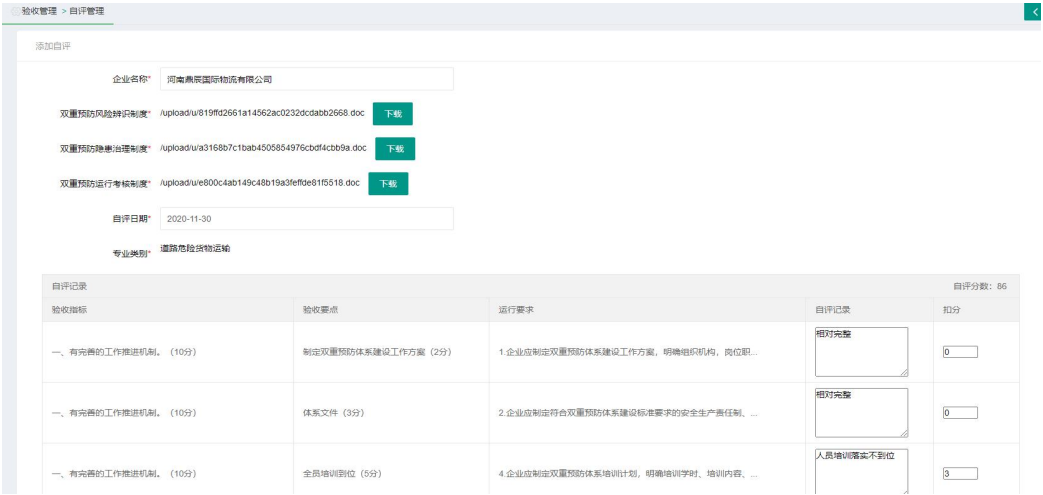 验收管理 > 自评管理
添加自评
企业名称* 河南鼎辰国际物流有限公司
双重预防风险辨识制度* /upload/u/819ffd2661a14562ac0232dcdabb2668.doc 下载
双重预防隐患治理制度* /upload/u/a3168b7c1bab4505854976cbdf4cbb9a.doc 下载
双重预防运行考核制度* /upload/u/e800c4ab149c48b19a3feffde81f5518.doc 下载
自评日期* 2020-11-30
专业类别* 道路危险货物运输
自评记录 自评分数：86
验收指标 验收要点 运行要求 自评记录 扣分
一、有完善的工作推进机制。（10分） 制定双重预防体系建设工作方案（2分） 1.企业应制定双重预防体系建设工作方案，明确组织机构，岗位职... 相对完整 0
一、有完善的工作推进机制。（10分） 体系文件（3分） 2.企业应制定符合双重预防体系建设标准要求的安全生产责任制、... 相对完整 0
一、有完善的工作推进机制。（10分） 全员培训到位（5分） 4.企业应制定双重预防体系培训计划，明确培训学时、培训内容、... 人员培训落实不到位 3